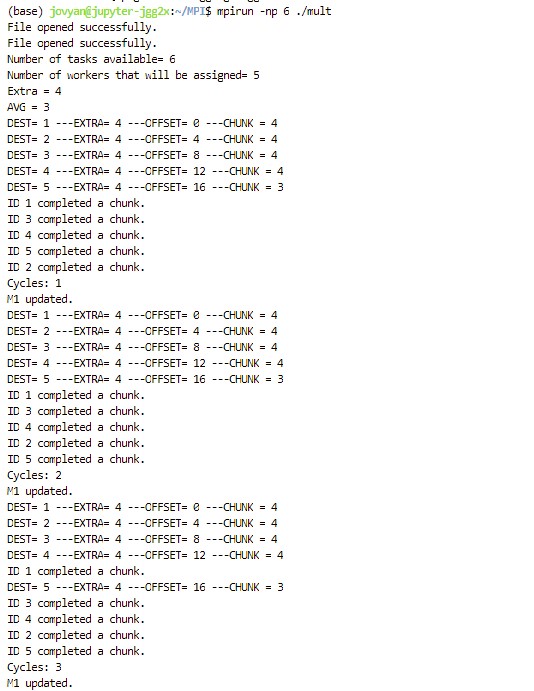 (base) jovyan@jupyter-jgg2x:~/MPI$ mpirun -np 6 ./mult
File opened successfully.
File opened successfully.
Number of tasks available= 6
Number of workers that will be assigned= 5
Extra = 4
AVG = 3
DEST= 1 ---EXTRA= 4 ---OFFSET= 0 ---CHUNK = 4
DEST= 2 ---EXTRA= 4 ---OFFSET= 4 ---CHUNK = 4
DEST= 3 ---EXTRA= 4 ---OFFSET= 8 ---CHUNK = 4
DEST= 4 ---EXTRA= 4 ---OFFSET= 12 ---CHUNK = 4
DEST= 5 ---EXTRA= 4 ---OFFSET= 16 ---CHUNK = 3
ID 1 completed a chunk.
ID 3 completed a chunk.
ID 4 completed a chunk.
ID 5 completed a chunk.
ID 2 completed a chunk.
Cycles: 1
M1 updated.
DEST= 1 ---EXTRA= 4 ---OFFSET= 0 ---CHUNK = 4
DEST= 2 ---EXTRA= 4 ---OFFSET= 4 ---CHUNK = 4
DEST= 3 ---EXTRA= 4 ---OFFSET= 8 ---CHUNK = 4
DEST= 4 ---EXTRA= 4 ---OFFSET= 12 ---CHUNK = 4
DEST= 5 ---EXTRA= 4 ---OFFSET= 16 ---CHUNK = 3
ID 1 completed a chunk.
ID 3 completed a chunk.
ID 4 completed a chunk.
ID 2 completed a chunk.
ID 5 completed a chunk.
Cycles: 2
M1 updated.
DEST= 1 ---EXTRA= 4 ---OFFSET= 0 ---CHUNK = 4
DEST= 2 ---EXTRA= 4 ---OFFSET= 4 ---CHUNK = 4
DEST= 3 ---EXTRA= 4 ---OFFSET= 8 ---CHUNK = 4
DEST= 4 ---EXTRA= 4 ---OFFSET= 12 ---CHUNK = 4
ID 1 completed a chunk.
DEST= 5 ---EXTRA= 4 ---OFFSET= 16 ---CHUNK = 3
ID 3 completed a chunk.
ID 4 completed a chunk.
ID 2 completed a chunk.
ID 5 completed a chunk.
Cycles: 3
M1 updated.